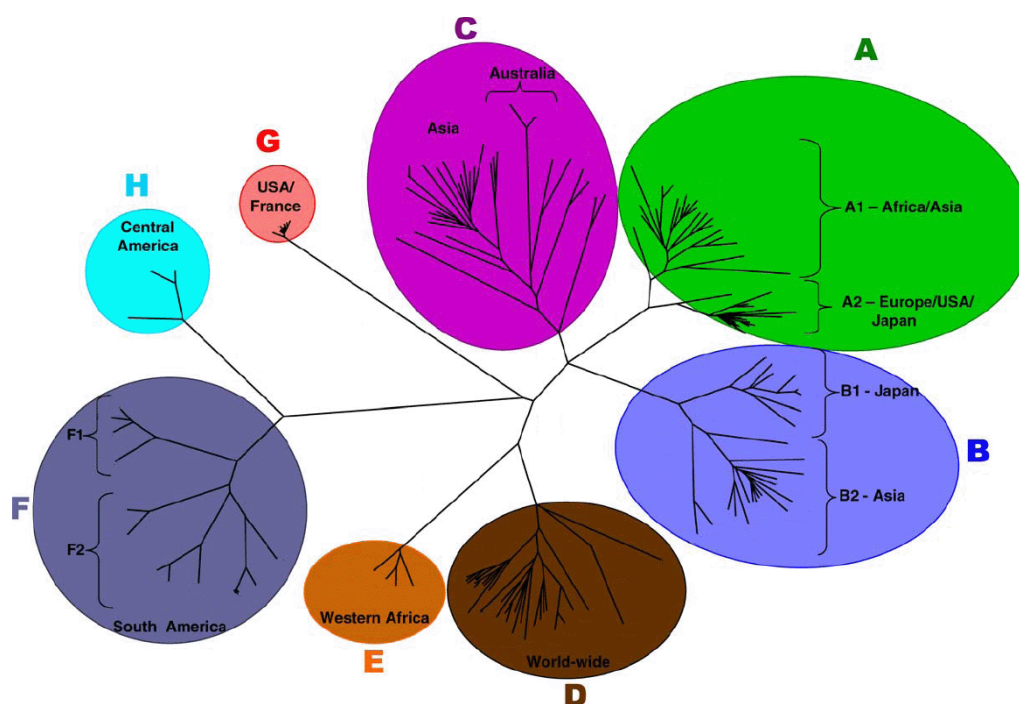 C
Australia
Asia
A
A1 – Africa/Asia
A2 – Europe/USA/
Japan
G
USA/
France
H
Central
America
B1 - Japan
B
B2 - Asia
F1
F
F2
South America
Western Africa
E
World-wide
D